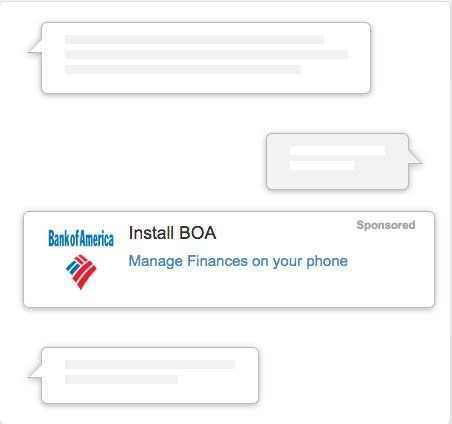 Sponsored
Bank of America
Install BOA
Manage Finances on your phone